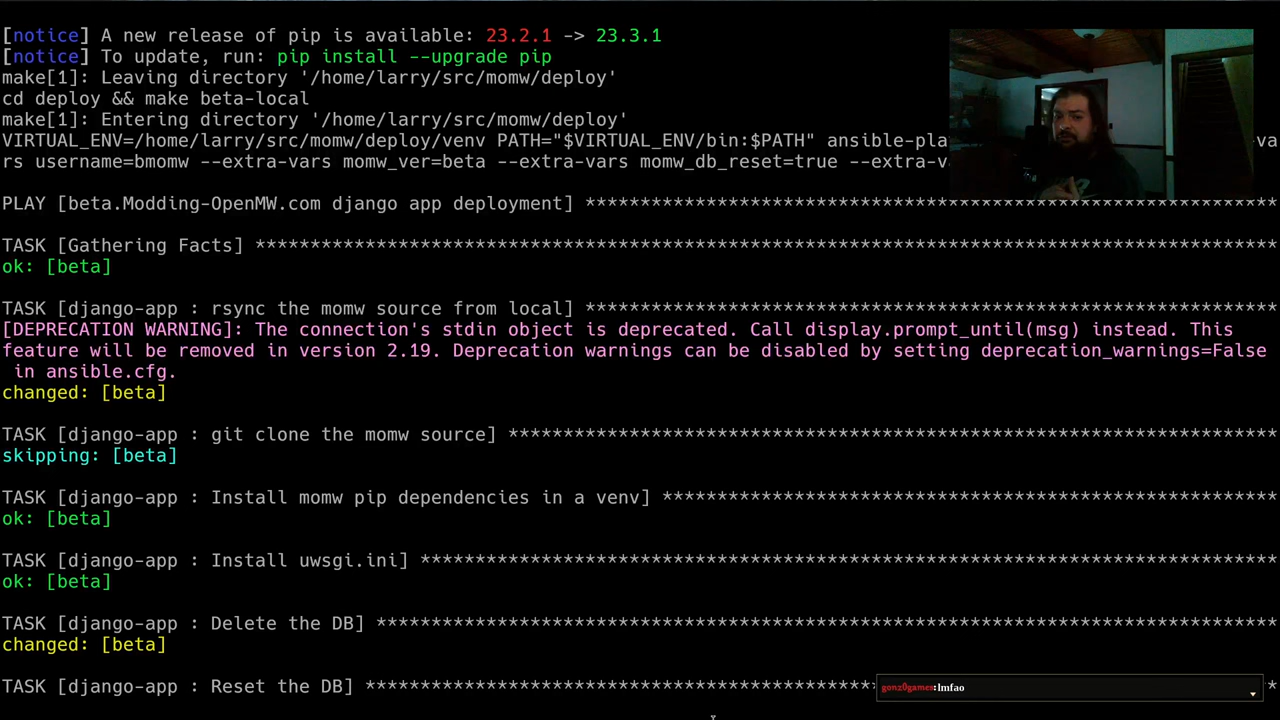 [notice] A new release of pip is available: 23.2.1 -> 23.3.1
[notice] To update, run: pip install --upgrade pip
make[1]: Leaving directory '/home/larry/src/momw/deploy'
cd deploy && make beta-local
make[1]: Entering directory '/home/larry/src/momw/deploy'
VIRTUAL_ENV=/home/larry/src/momw/deploy/venv PATH="$VIRTUAL_ENV/bin:$PATH" ansible-pla -va
rs username=bmomw --extra-vars momw_ver=beta --extra-vars momw_db_reset=true --extra-va
PLAY [beta.Modding-OpenMW.com django app deployment] ***************************************************************
TASK [Gathering Facts] *********************************************************************************************
ok: [beta]
TASK [django-app : rsync the momw source from local] ***************************************************************
[DEPRECATION WARNING]: The connection's stdin object is deprecated. Call display.prompt_until(msg) instead. This
feature will be removed in version 2.19. Deprecation warnings can be disabled by setting deprecation_warnings=False
in ansible.cfg.
changed: [beta]
TASK [django-app : git clone the momw source] **********************************************************************
skipping: [beta]
TASK [django-app : Install momw pip dependencies in a venv] ********************************************************
ok: [beta]
TASK [django-app : Install uwsgi.ini] ******************************************************************************
ok: [beta]
TASK [django-app : Delete the DB] **********************************************************************************
changed: [beta]
TASK [django-app : Reset the DB] *********************************************** *
gonz0games: lmfao